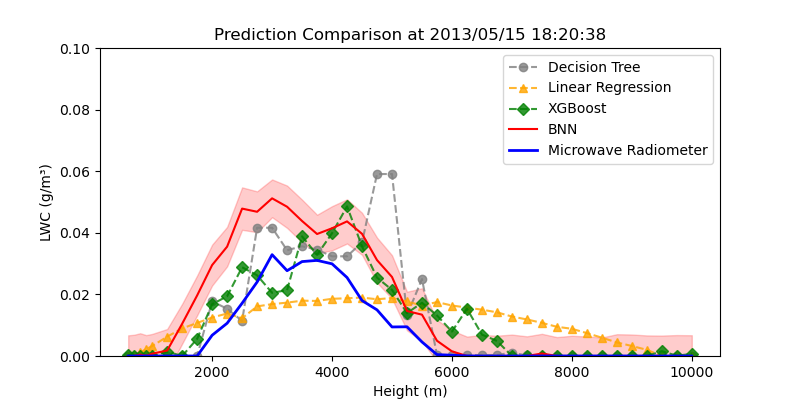 Prediction Comparison at 2013/05/15 18:20:38
0.10
0.08
0.06
0.04
0.02
0.00
LWC (g/m³)
Decision Tree
Linear Regression
XGBoost
BNN
Microwave Radiometer
2000 4000 6000 8000 10000
Height (m)